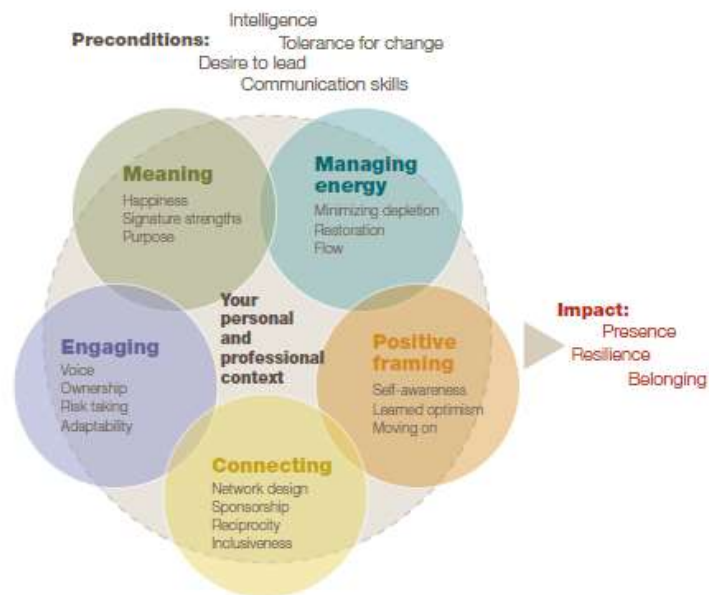 Intelligence
Preconditions:
Tolerance for change
Desire to lead
Communication skills
Meaning
Happiness
Signature strengths
Purpose
Managing
energy
Minimizing depletion
Restoration
Flow
Your
personal
and
professional
context
Engaging
Voice
Ownership
Risk taking
Adaptability
Positive
framing
Self-awareness
Learned optimism
Moving on
Connecting
Network design
Sponsorship
Reciprocity
Inclusiveness
Impact:
Presence
Resilience
Belonging